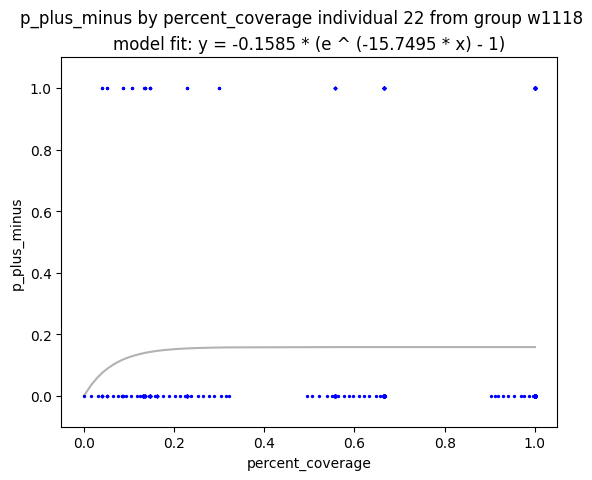 p_plus_minus by percent_coverage individual 22 from group w1118
model fit: y = -0.1585 * (e ^ (-15.7495 * x) - 1)
1.0
0.8
0.6
0.4
0.2
0.0
p_plus_minus
0.0 0.2 0.4 0.6 0.8 1.0
percent_coverage